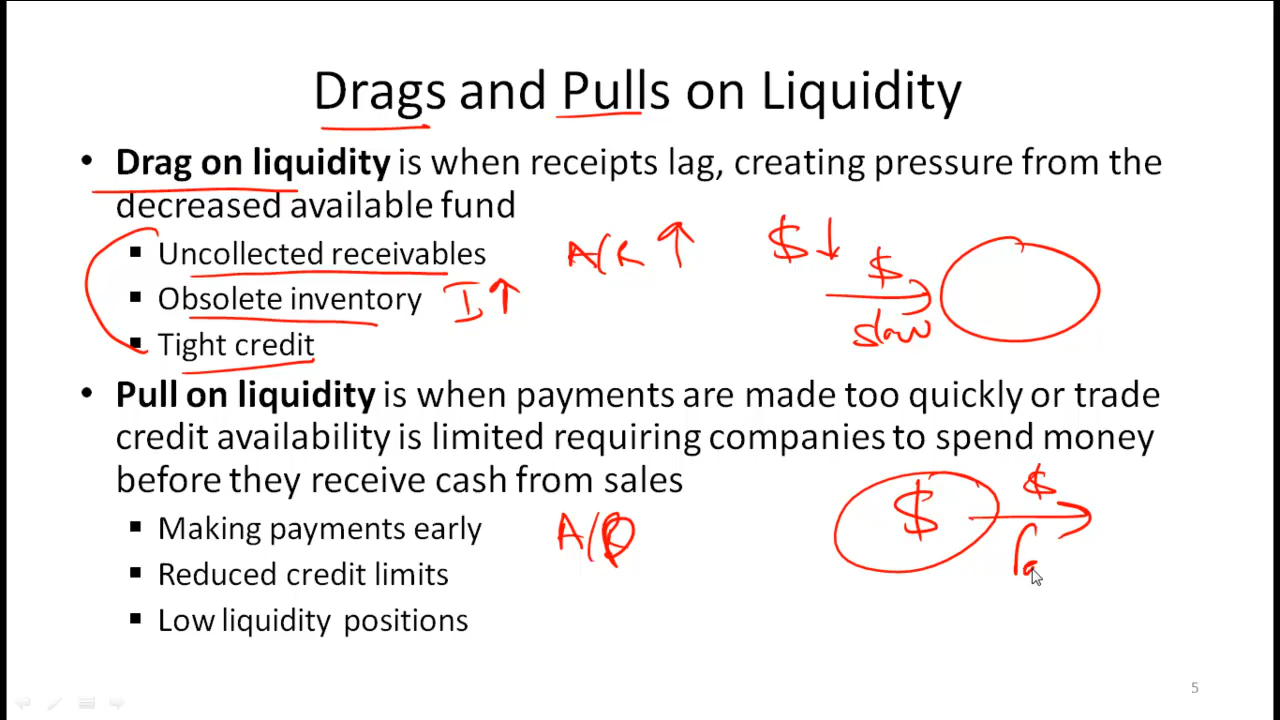 Drags and Pulls on Liquidity
• Drag on liquidity is when receipts lag, creating pressure from the
decreased available fund
▪ Uncollected receivables A/R ↑ $ ↓
$
▪ Obsolete inventory I ↑
slow
▪ Tight credit
• Pull on liquidity is when payments are made too quickly or trade
credit availability is limited requiring companies to spend money
before they receive cash from sales
$ $
▪ Making payments early
▪ Reduced credit limits
▪ Low liquidity positions
5